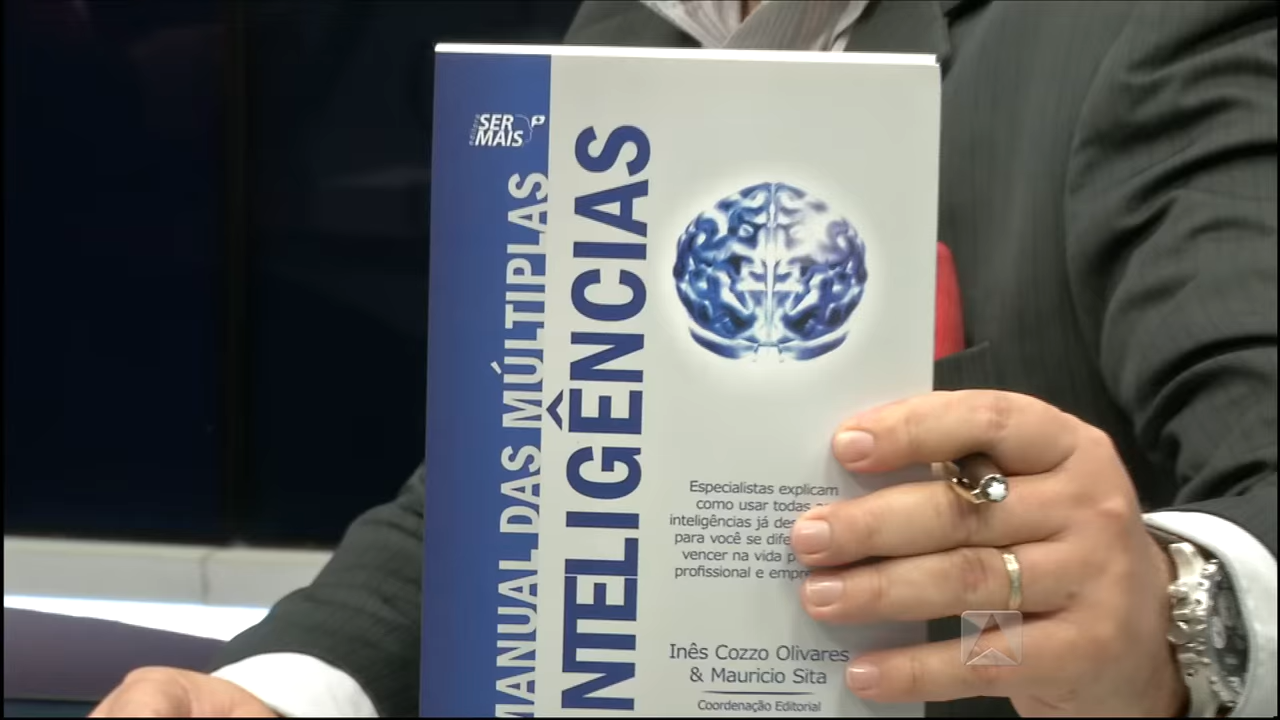 editora
SER
MAIS
MANUAL DAS MÚLTIPLAS
INTELIGÊNCIAS
Especialistas explicam
como usar todas
inteligências já
para você se
vencer na vida
profissional e
Inês Cozzo Olivares
& Mauricio Sita
Coordenação Editorial